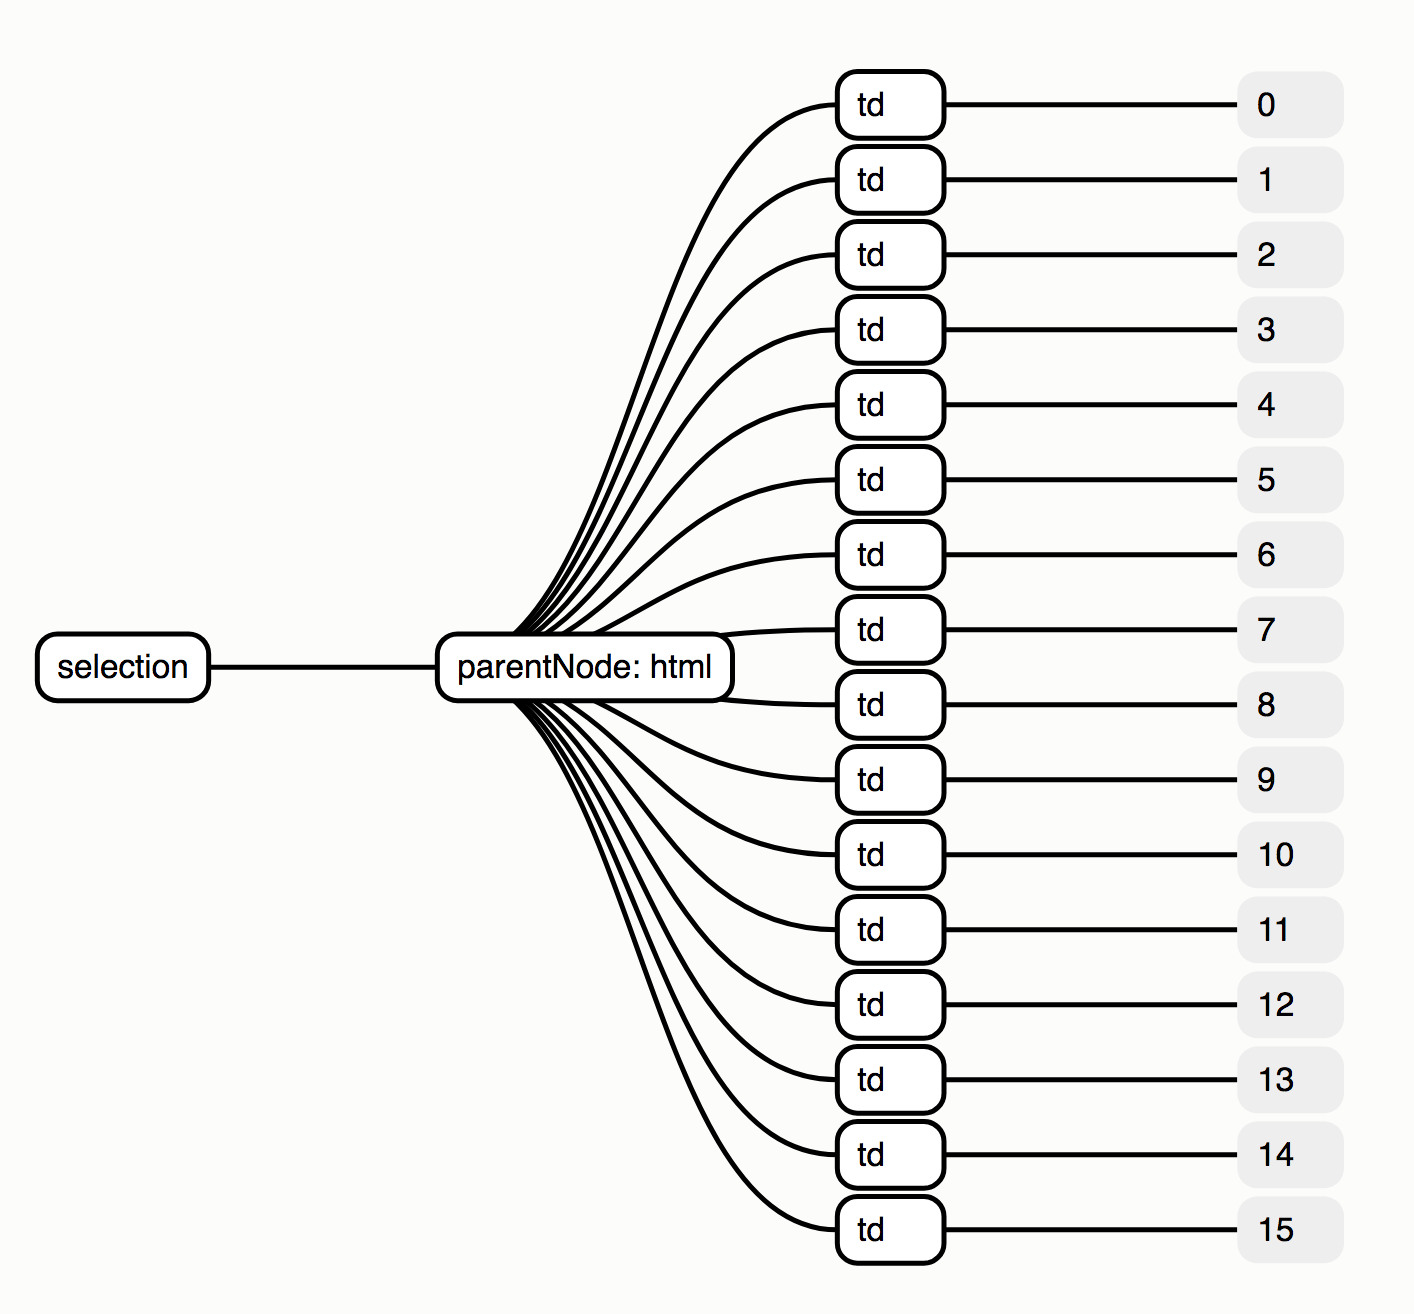 td 0
td 1
td 2
td 3
td 4
td 5
td 6
td 7
selection parentNode: html
td 8
td 9
td 10
td 11
td 12
td 13
td 14
td 15